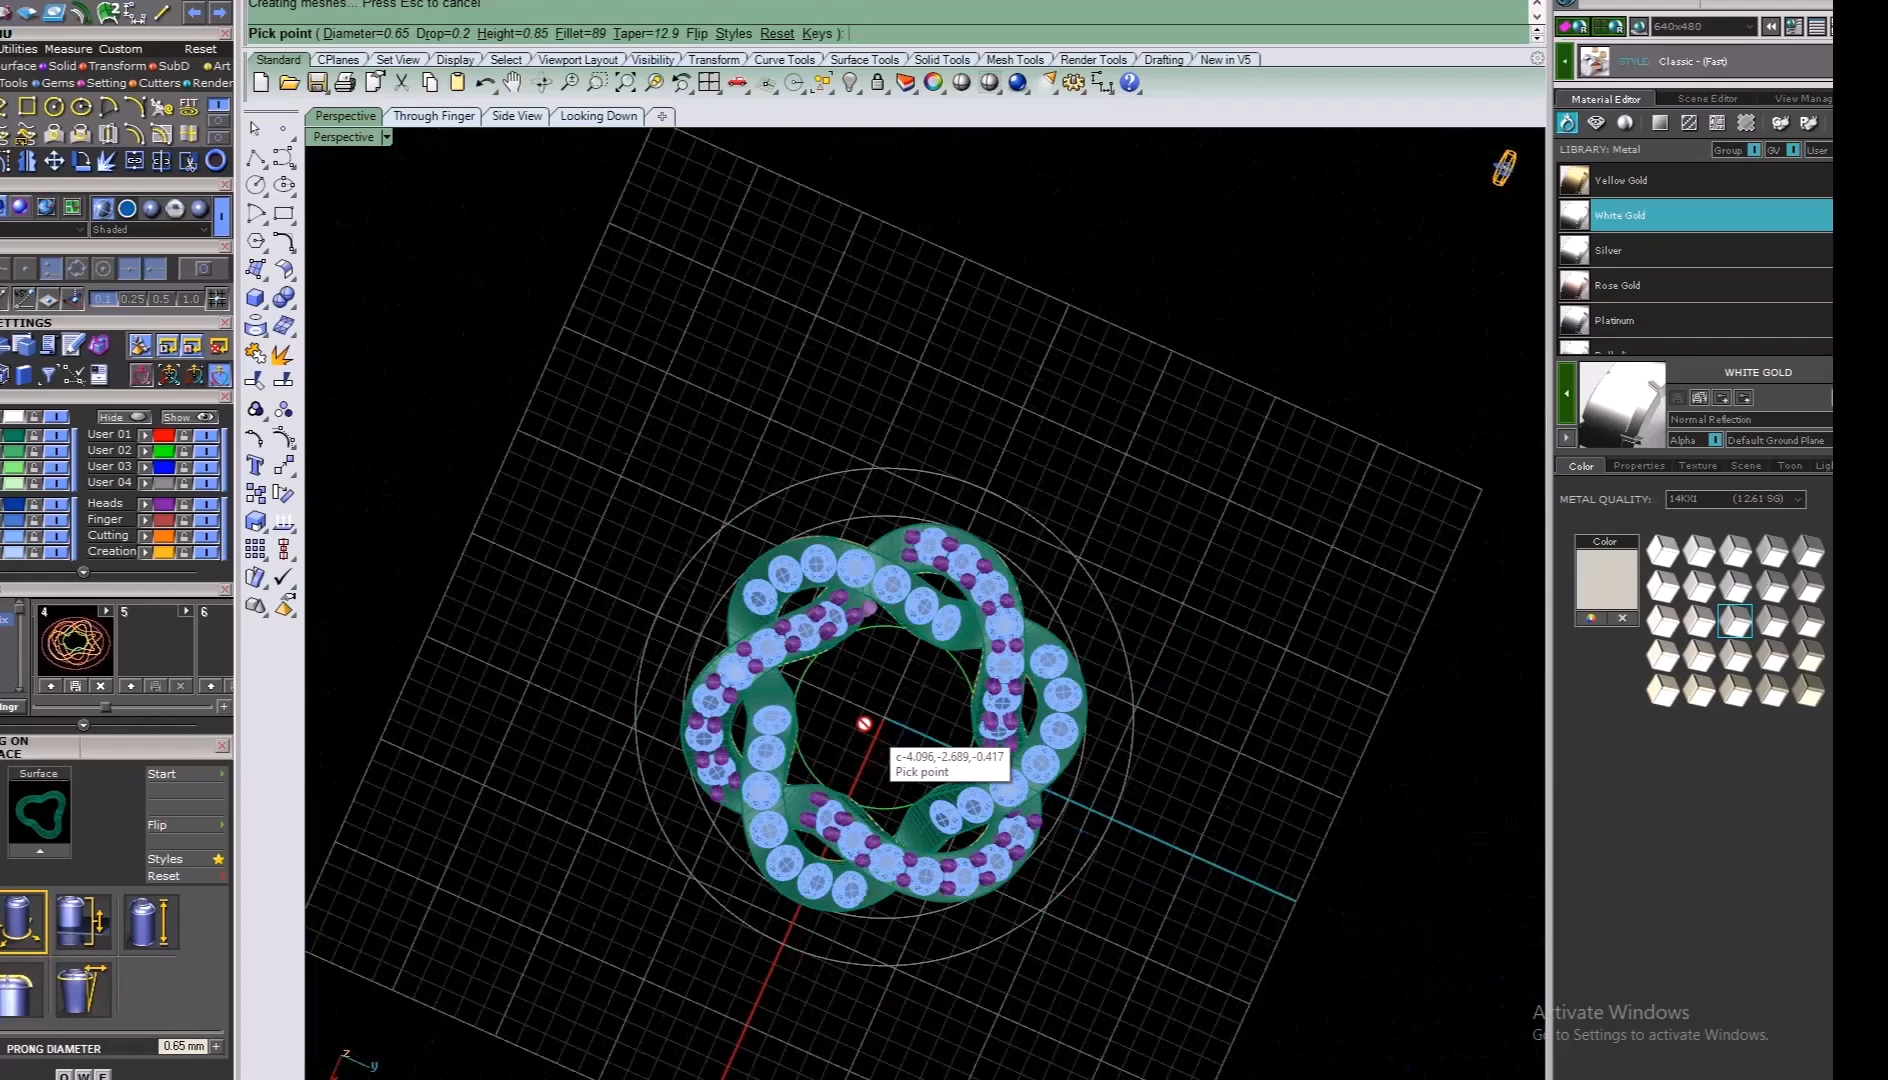 Creating meshes... Press Esc to cancel
Pick point ( Diameter=0.65 Drop=0.2 Height=0.85 Fillet=89 Taper=12.9 Flip Styles Reset Keys ):
Utilities Measure Custom Reset
Solid Transform SubD
Art
Tools Gems Setting Cutters Render
FIT
Standard CPlanes Set View Display Select Viewport Layout Visibility Transform Curve Tools Surface Tools Solid Tools Mesh Tools Render Tools Drafting New in V5
Perspective Through Finger Side View Looking Down
Perspective
Shaded
0.1 0.25 0.5 1.0
Hide Show
User 01
User 02
User 03
User 04
Heads
Finger
Cutting
Creation
4 5 6
Surface
Start
Flip
Styles
Reset
PRONG DIAMETER 0.65 mm
c-4.096,-2.689,-0.417
Pick point
z
y
640x480
STYLE: Classic - (Fast)
Material Editor Scene Editor View Manag
LIBRARY: Metal Group GV User
Yellow Gold
White Gold
Silver
Rose Gold
Platinum
WHITE GOLD
Normal Reflection
Alpha Default Ground Plane
Color Properties Texture Scene Toon
METAL QUALITY: 14KX1 (12.61 SG)
Color
Activate Windows
Go to Settings to activate Windows.